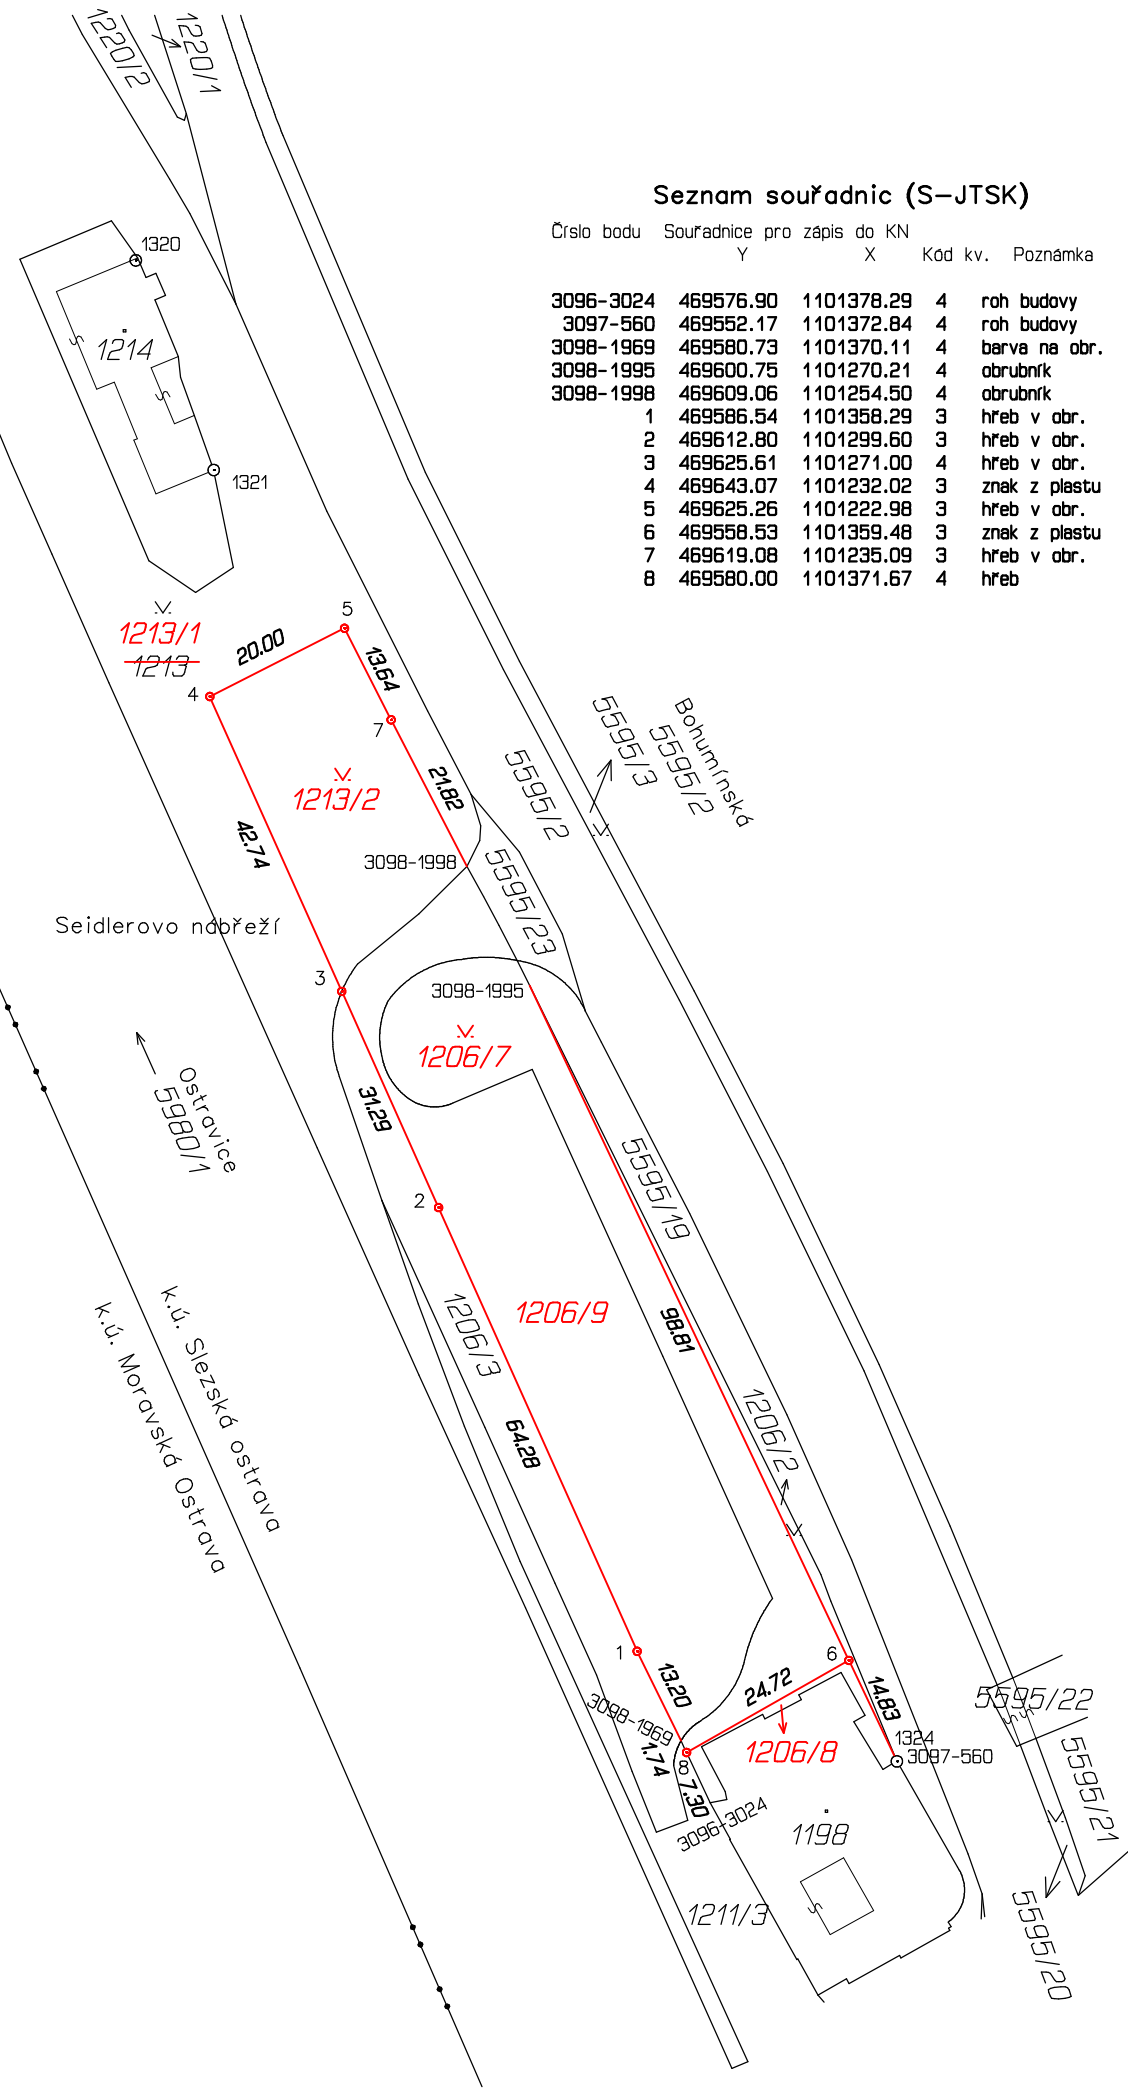 1220/2
1220/1
Seznam souřadnic (S-JTSK)
Číslo bodu Souřadnice pro zápis do KN
Y X Kód kv. Poznámka
3096-3024 469576.90 1101378.29 4 roh budovy
3097-560 469552.17 1101372.84 4 roh budovy
3098-1969 469580.73 1101370.11 4 barva na obr.
3098-1995 469600.75 1101270.21 4 obrubník
3098-1998 469609.06 1101254.50 4 obrubník
1 469586.54 1101358.29 3 hřeb v obr.
2 469612.80 1101299.60 3 hřeb v obr.
3 469625.61 1101271.00 4 hřeb v obr.
4 469643.07 1101232.02 3 znak z plastu
5 469625.26 1101222.98 3 hřeb v obr.
6 469558.53 1101359.48 3 znak z plastu
7 469619.08 1101235.09 3 hřeb v obr.
8 469580.00 1101371.67 4 hřeb
1320
1214
1321
1213/1
1213
5
20.00
4
13.64
7
1213/2
21.82
42.74
5595/3
5595/2
Bohumínská
5595/2
3098-1998
5595/23
Seidlerovo nábřeží
3
3098-1995
1206/7
Ostravice
5980/1
31.29
2
5595/19
1206/3
1206/9
98.81
k.ú. Slezská ostrava
k.ú. Moravská Ostrava
64.28
1206/2
1
6
13.20
24.72
14.83
3098-1969
1.74
8
7.30
3096-3024
1206/8
1324
3097-560
5595/22
5595/21
1198
1211/3
5595/20